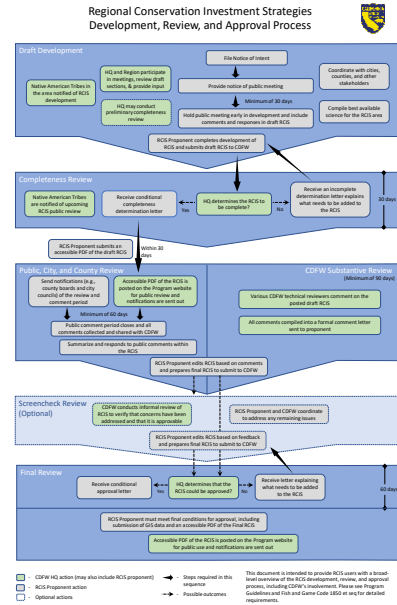 Regional Conservation Investment Strategies
Development, Review, and Approval Process
Draft Development
File Notice of Intent
Native American Tribes in
the area notified of RCIS
development
HQ and Region participate
in meetings, review draft
sections, & provide input
HQ may conduct
preliminary completeness
review
Provide notice of public meeting
Minimum of 30 days
Hold public meeting early in development and include
comments and responses in draft RCIS
Coordinate with cities,
counties, and other
stakeholders
Compile best available
science for the RCIS area
RCIS Proponent completes development of
RCIS and submits draft RCIS to CDFW
Completeness Review
Native American Tribes
are notified of upcoming
RCIS public review
Receive conditional
completeness
determination letter
Yes
HQ determines the RCIS to
be complete?
No
Receive an incomplete
determination letter explains
what needs to be added to
the RCIS
30 days
RCIS Proponent submits an
accessible PDF of the draft RCIS
Within 30
days
Public, City, and County Review
Send notifications (e.g.,
county boards and city
councils) of the review
and comment period
Accessible PDF of the RCIS is
posted on the Program website
for public review and
notifications are sent out
Minimum of 60 days
Public comment period closes and all
comments collected and shared with CDFW
Summarize and responds to public comments within
the RCIS
CDFW Substantive Review
(Minimum of 90 days)
Various CDFW technical reviewers comment on the
posted draft RCIS
All comments compiled into a formal comment letter
sent to proponent
RCIS Proponent edits RCIS based on comments
and prepares final RCIS to submit to CDFW
Screencheck Review
(Optional)
CDFW conducts informal review of
RCIS to verify that concerns have been
addressed and that it is approvable
RCIS Proponent and CDFW coordinate
to address any remaining issues
RCIS Proponent edits RCIS based on feedback
and prepares final RCIS to submit to CDFW
Final Review
Receive conditional
approval letter
Yes
HQ determines that the
RCIS could be approved?
No
Receive letter explaining
what needs to be added
to the RCIS
60 days
RCIS Proponent must meet final conditions for approval, including
submission of GIS data and an accessible PDF of the Final RCIS
Accessible PDF of the RCIS is posted on the Program website
for public use and notifications are sent out
- CDFW HQ action (may also include RCIS proponent)
- RCIS Proponent action
- Optional actions
- Steps required in this
sequence
- Possible outcomes
This document is intended to provide RCIS users with a broad-
level overview of the RCIS development, review, and approval
process, including CDFW's involvement. Please see Program
Guidelines and Fish and Game Code 1850 et seq for detailed
requirements.